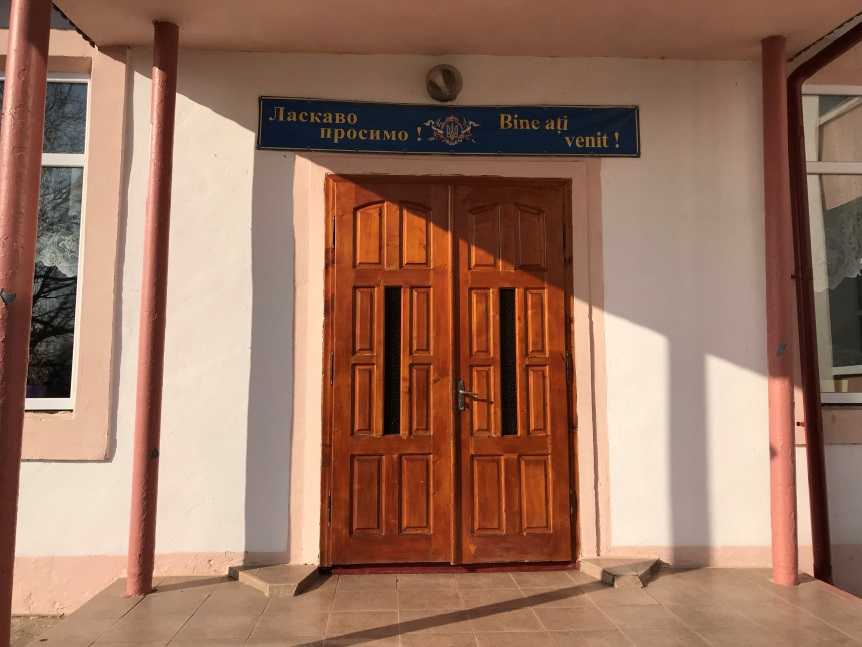 Ласкаво
просимо !
Bine ați
venit !